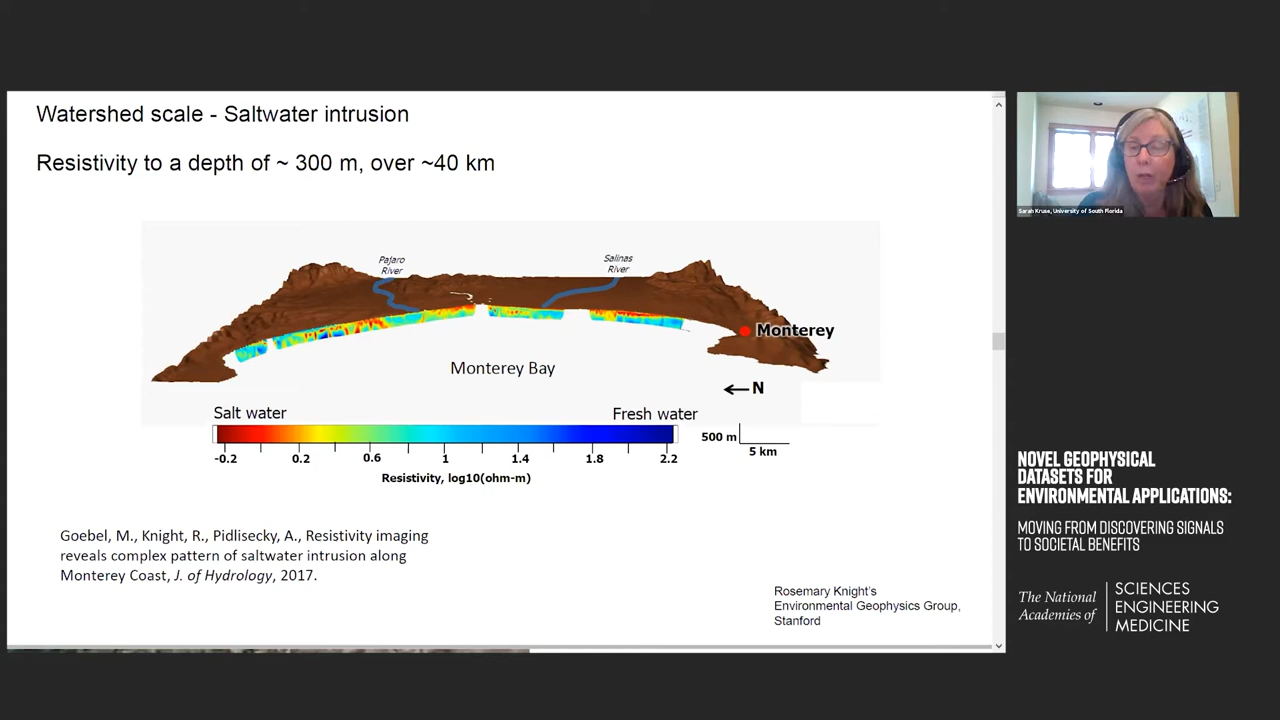 Watershed scale - Saltwater intrusion
Resistivity to a depth of ~ 300 m, over ~40 km
Pajaro
River
Salinas
River
Monterey
Monterey Bay
N
Salt water
Fresh water
-0.2 0.2 0.6 1 1.4 1.8 2.2
Resistivity, log10(ohm-m)
500 m
5 km
Goebel, M., Knight, R., Pidlisecky, A., Resistivity imaging
reveals complex pattern of saltwater intrusion along
Monterey Coast, J. of Hydrology, 2017.
Rosemary Knight's
Environmental Geophysics Group,
Stanford
Sarah Kruse, University of South Florida
NOVEL GEOPHYSICAL
DATASETS FOR
ENVIRONMENTAL APPLICATIONS:
MOVING FROM DISCOVERING SIGNALS
TO SOCIETAL BENEFITS
The National
Academies of
SCIENCES
ENGINEERING
MEDICINE